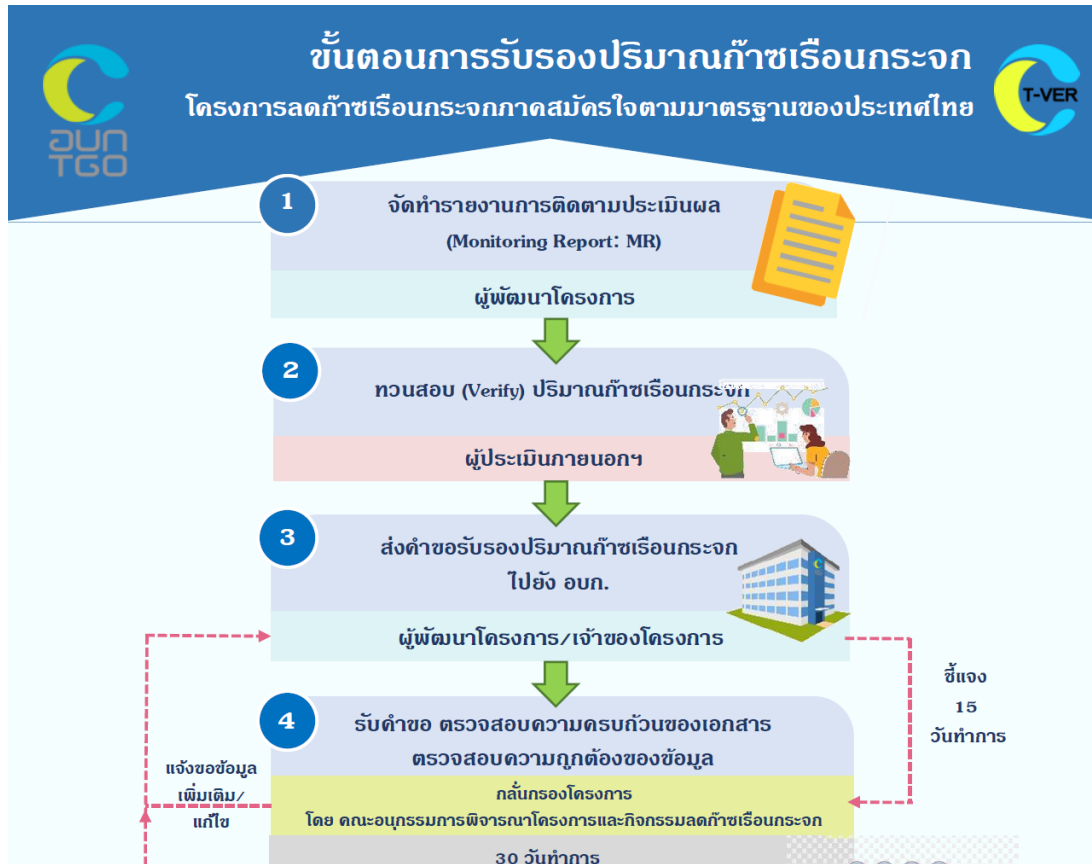 ขั้นตอนการรับรองปริมาณก๊าซเรือนกระจก
โครงการลดก๊าซเรือนกระจกภาคสมัครใจตามมาตรฐานของประเทศไทย
อบก
TGO
T-VER
1
จัดทำรายงานการติดตามประเมินผล
(Monitoring Report: MR)
ผู้พัฒนาโครงการ
2
ทวนสอบ (Verify) ปริมาณก๊าซเรือนกระจก
ผู้ประเมินภายนอกฯ
3
ส่งคำขอรับรองปริมาณก๊าซเรือนกระจก
ไปยัง อบก.
ผู้พัฒนาโครงการ/เจ้าของโครงการ
ชี้แจง
15
วันทำการ
4
รับคำขอ ตรวจสอบความครบถ้วนของเอกสาร
ตรวจสอบความถูกต้องของข้อมูล
แจ้งขอข้อมูล
เพิ่มเติม/
แก้ไข
กลั่นกรองโครงการ
โดย คณะอนุกรรมการพิจารณาโครงการและกิจกรรมลดก๊าซเรือนกระจก
30 วันทำการ